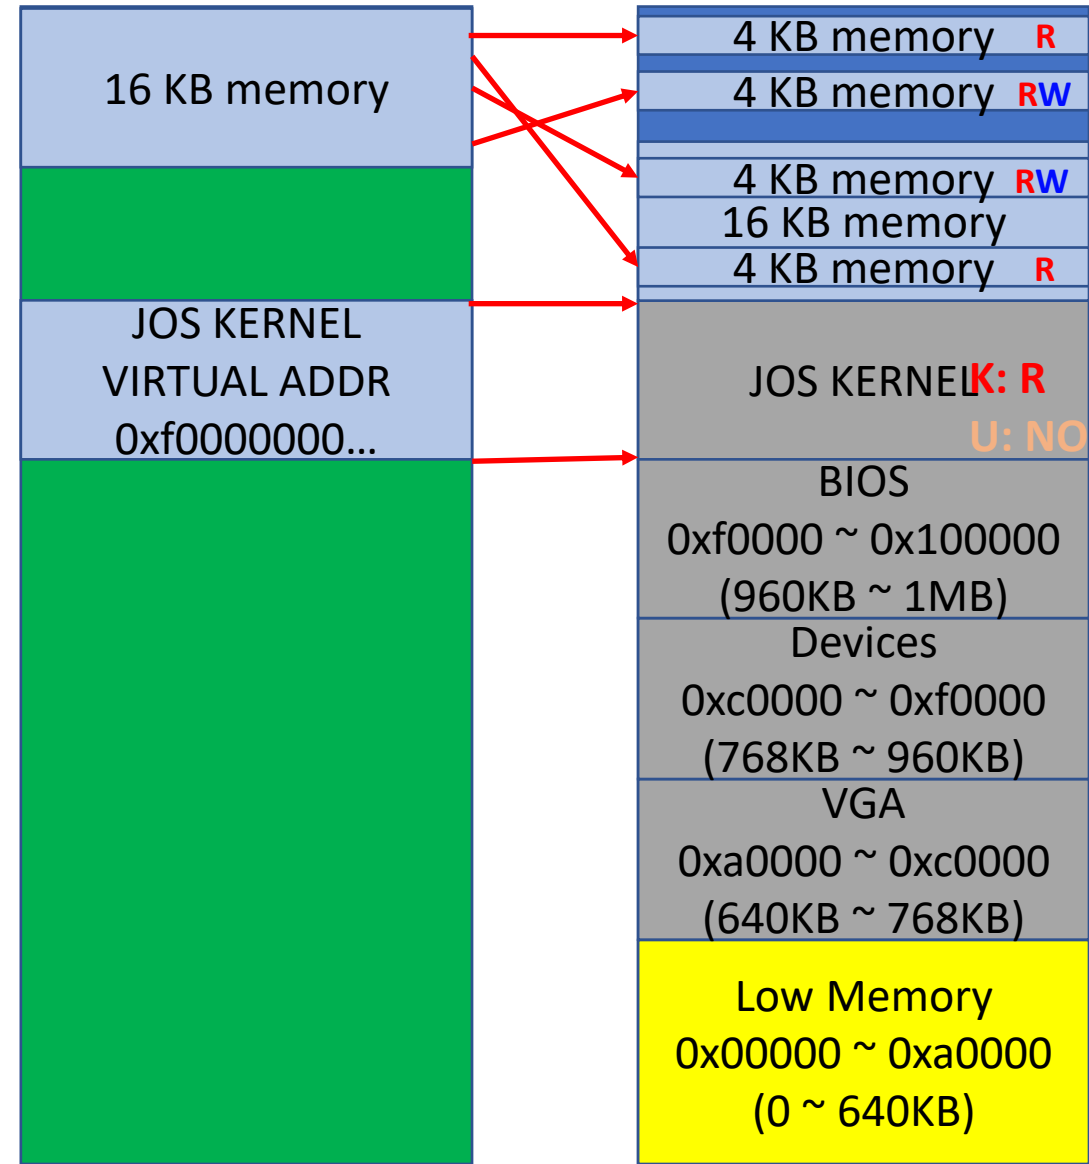 16 KB memory
JOS KERNEL
VIRTUAL ADDR
0xf0000000...
4 KB memory R
4 KB memory RW
4 KB memory RW
16 KB memory
4 KB memory R
JOS KERNEL K: R
U: NO
BIOS
0xf0000 ~ 0x100000
(960KB ~ 1MB)
Devices
0xc0000 ~ 0xf0000
(768KB ~ 960KB)
VGA
0xa0000 ~ 0xc0000
(640KB ~ 768KB)
Low Memory
0x00000 ~ 0xa0000
(0 ~ 640KB)